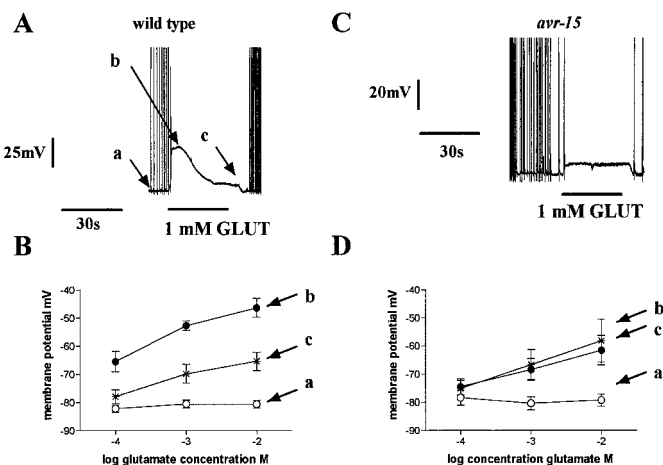 A
wild type
b
c
a
25mV
30s
1 mM GLUT
C
avr-15
20mV
30s
1 mM GLUT
B
membrane potential mV
-40
-50
-60
-70
-80
-90
-4
-3
-2
log glutamate concentration M
b
c
a
D
membrane potential mV
-40
-50
-60
-70
-80
-90
-4
-3
-2
log concentration glutamate M
b
c
a